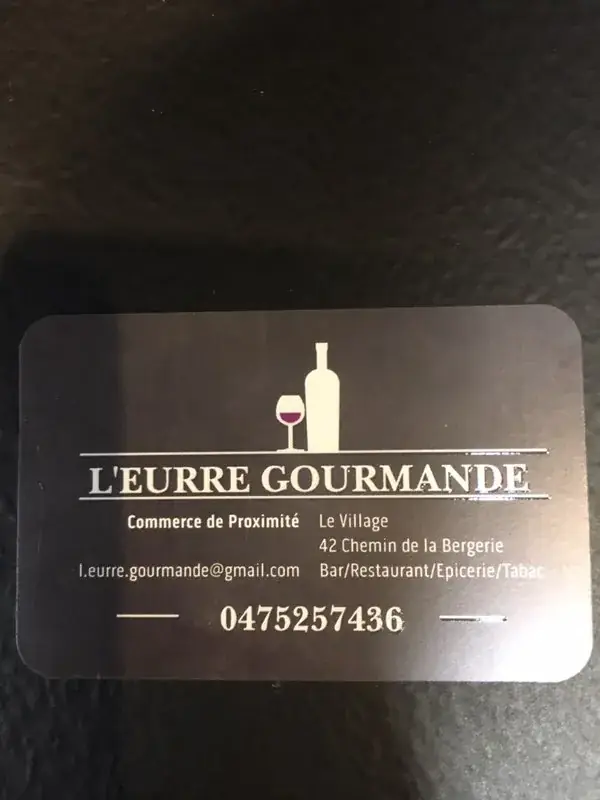 L'EURRE GOURMANDE
Commerce de Proximité
l.eurre.gourmande@gmail.com
Le Village
42 Chemin de la Bergerie
Bar/Restaurant/Epicerie/Tabac
0475257436